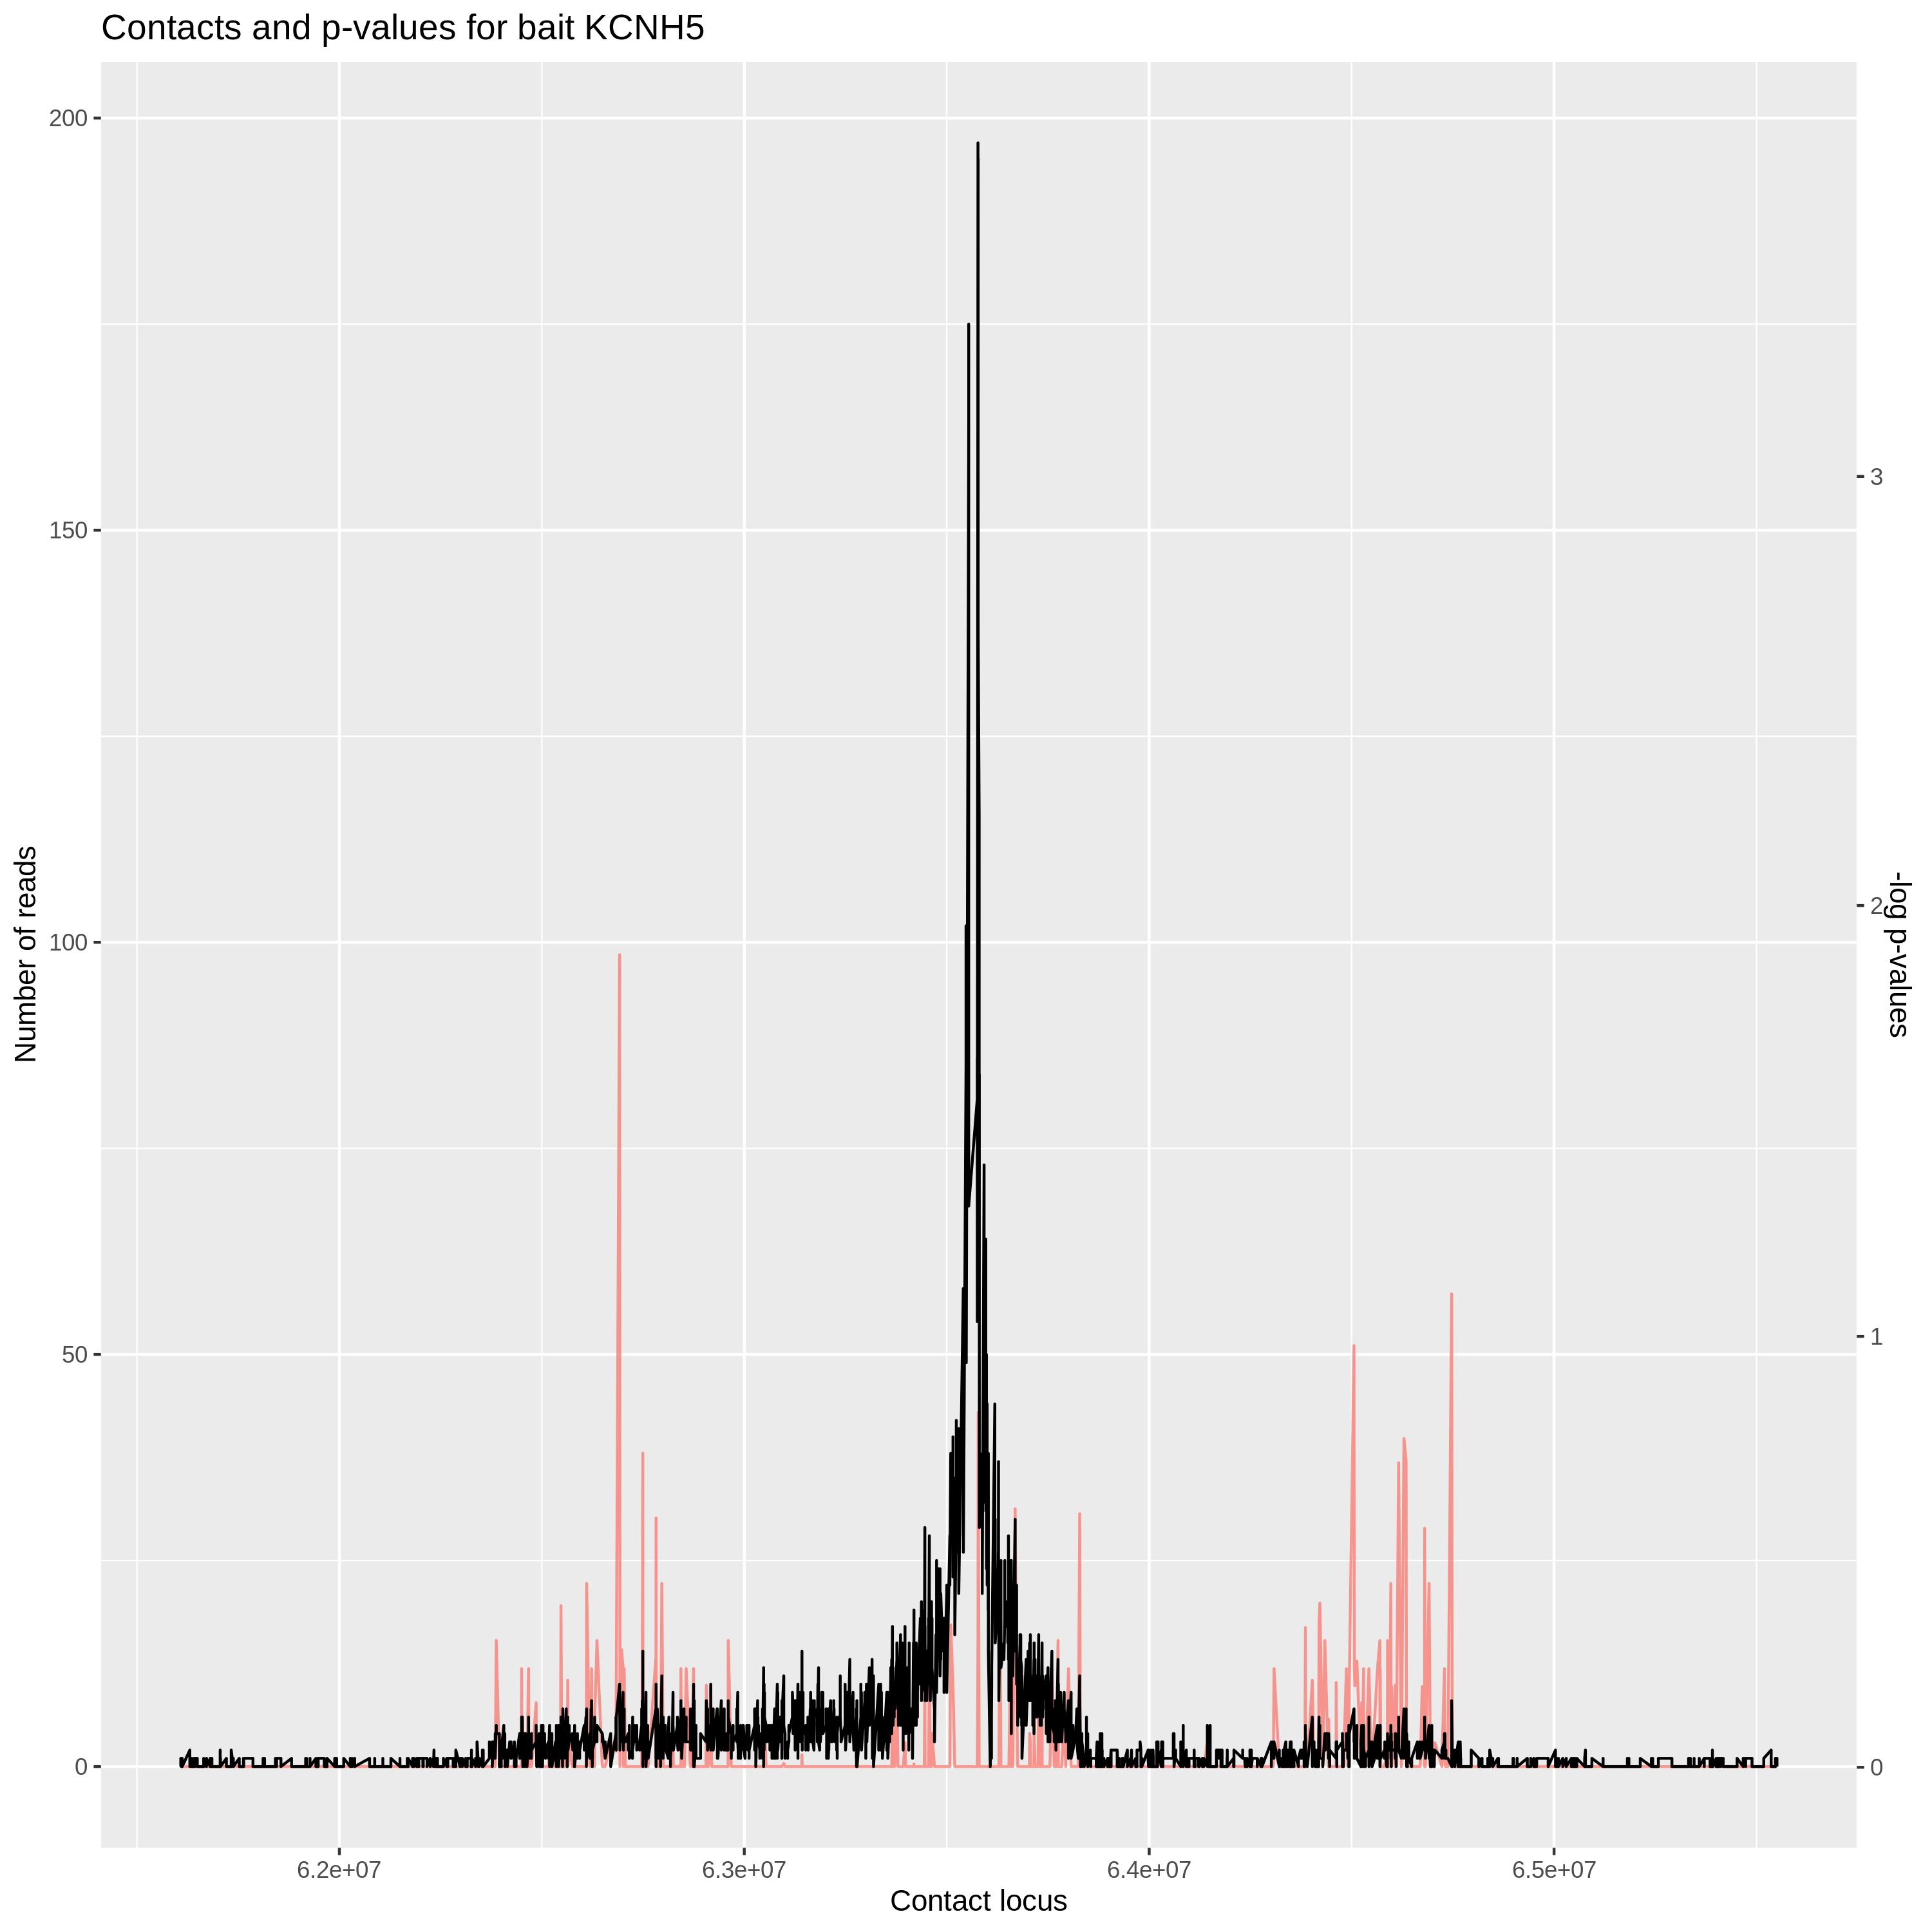 Contacts and p-values for bait KCNH5
200
150
100
50
0
Number of reads
3
2
1
0
-log p-values
6.2e+07
6.3e+07
6.4e+07
6.5e+07
Contact locus